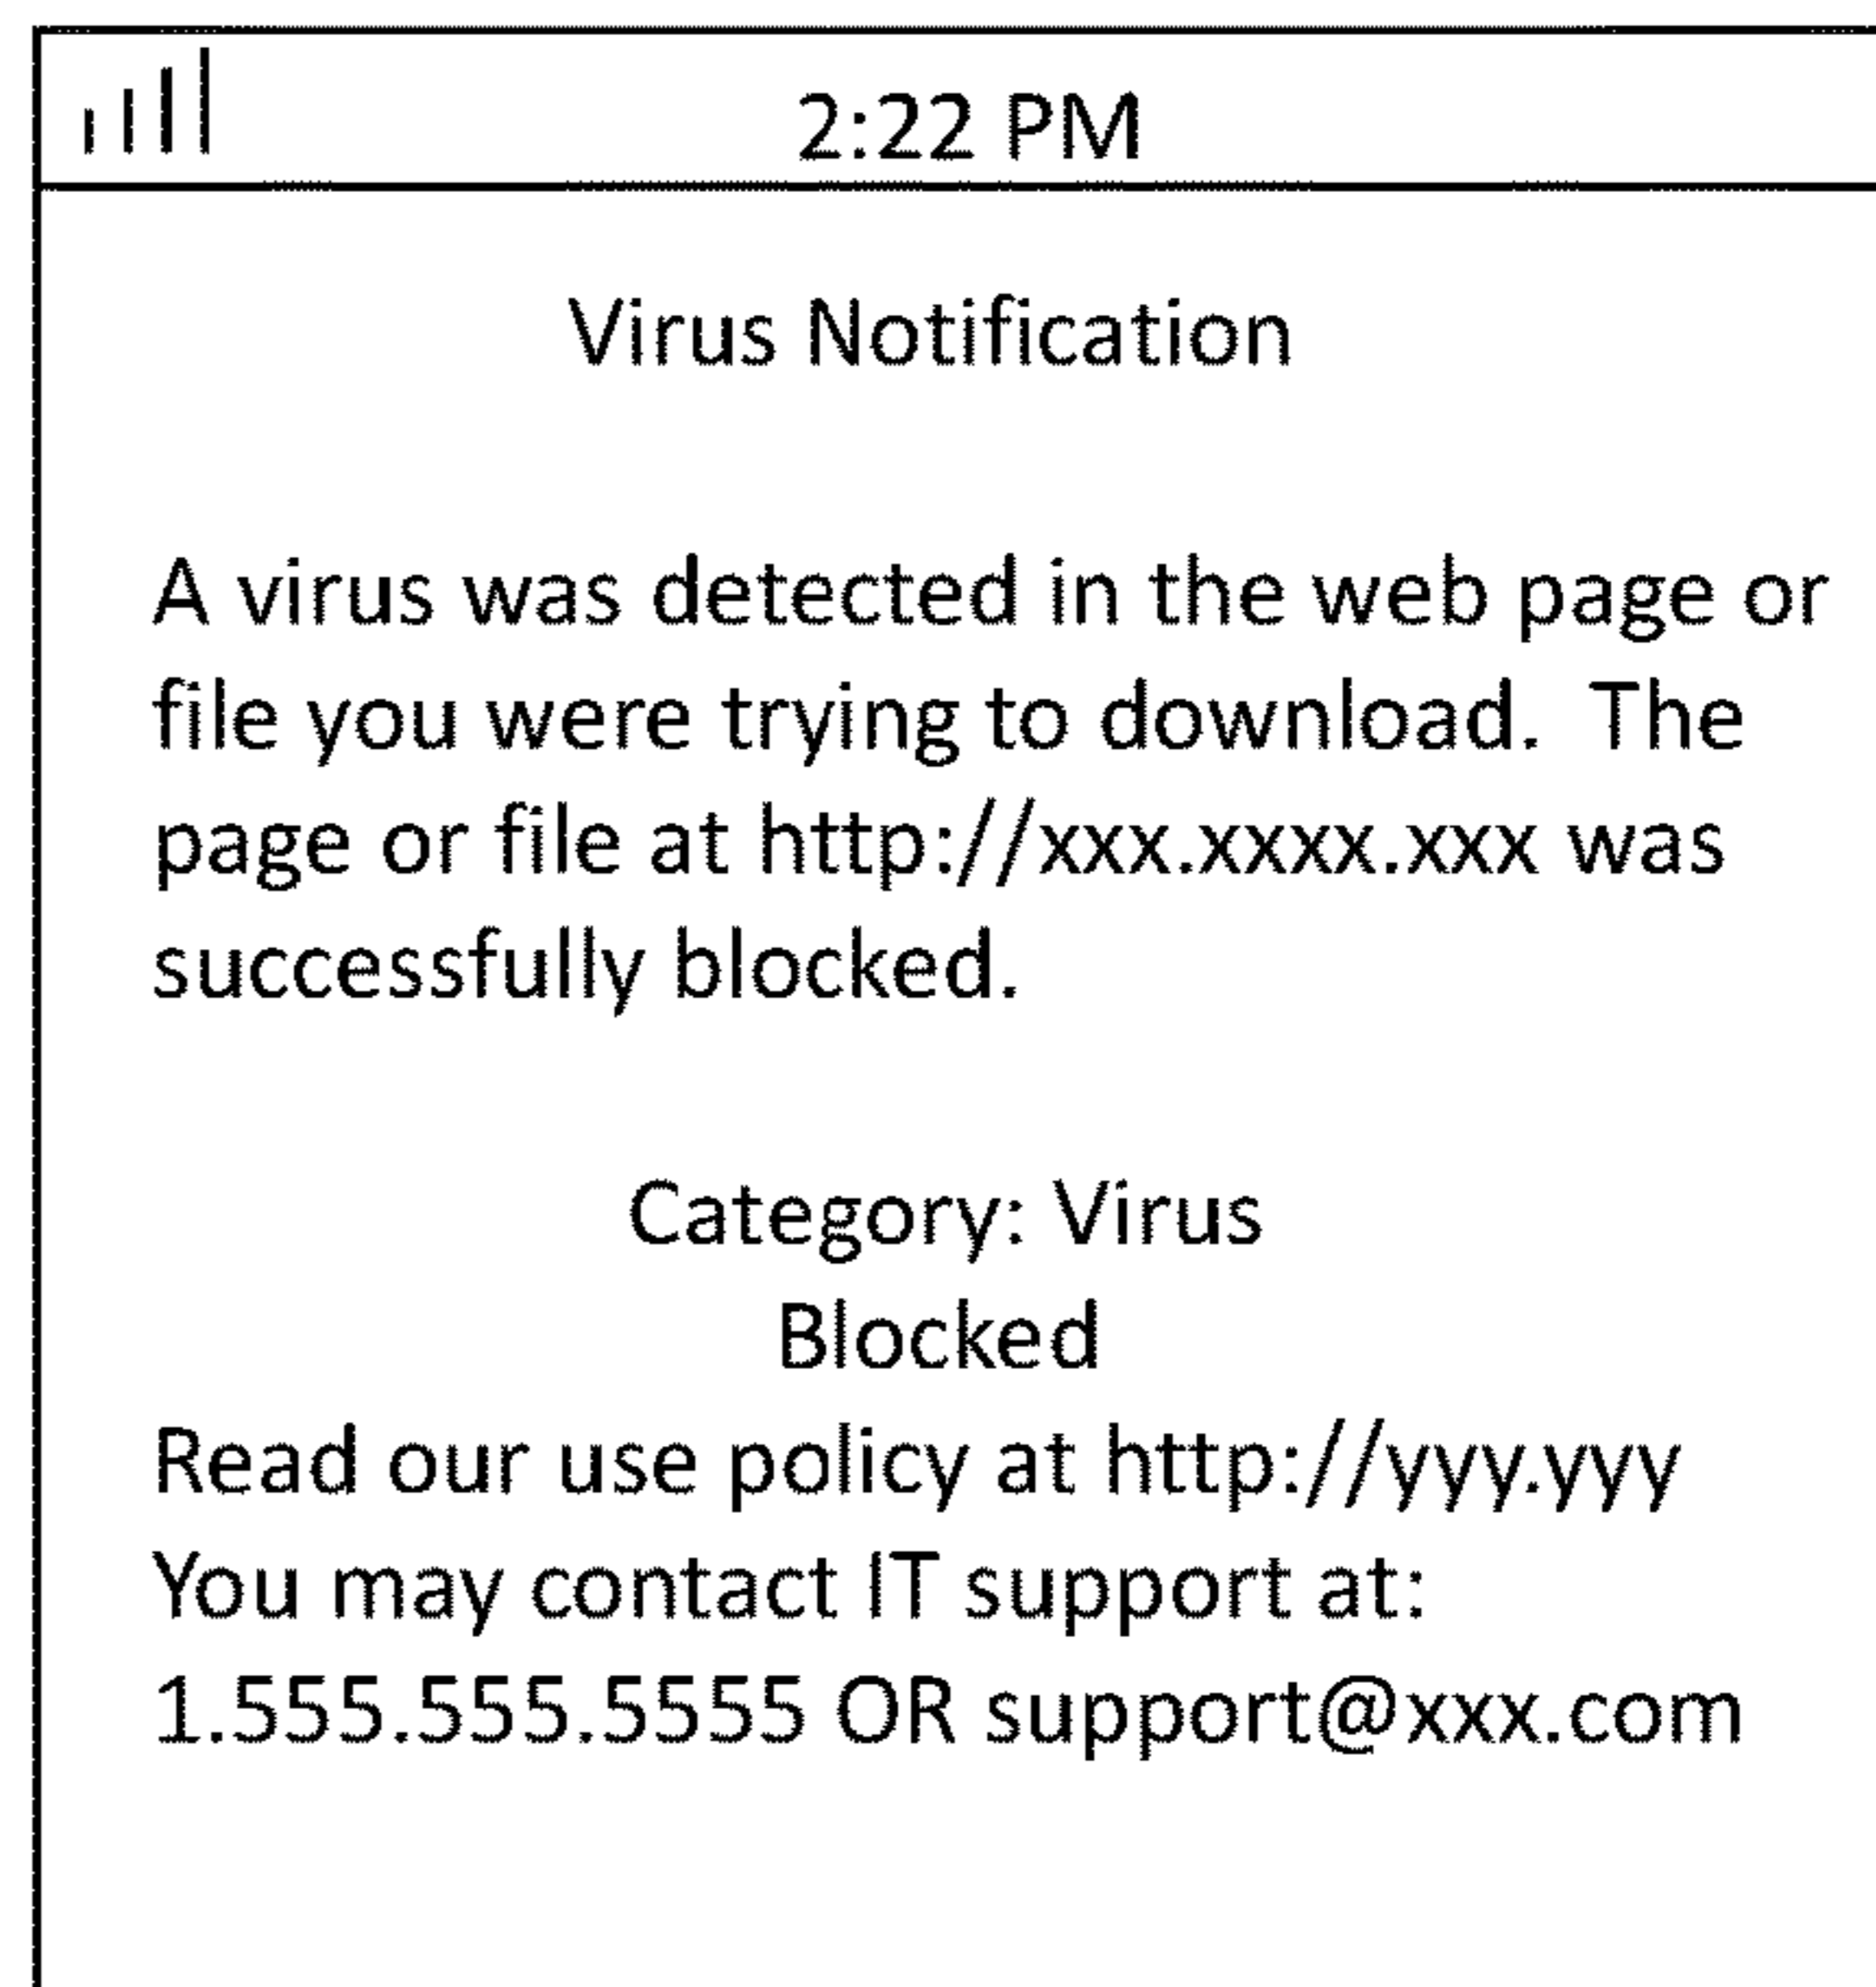 2:22 PM
Virus Notification
A virus was detected in the web page or
file you were trying to download.  The
page or file at http://xxx.xxxx.xxx was
successfully blocked.
Category: Virus
Blocked
Read our use policy at http://yyy.yyy
You may contact IT support at:
1.555.555.5555 OR support@xxx.com